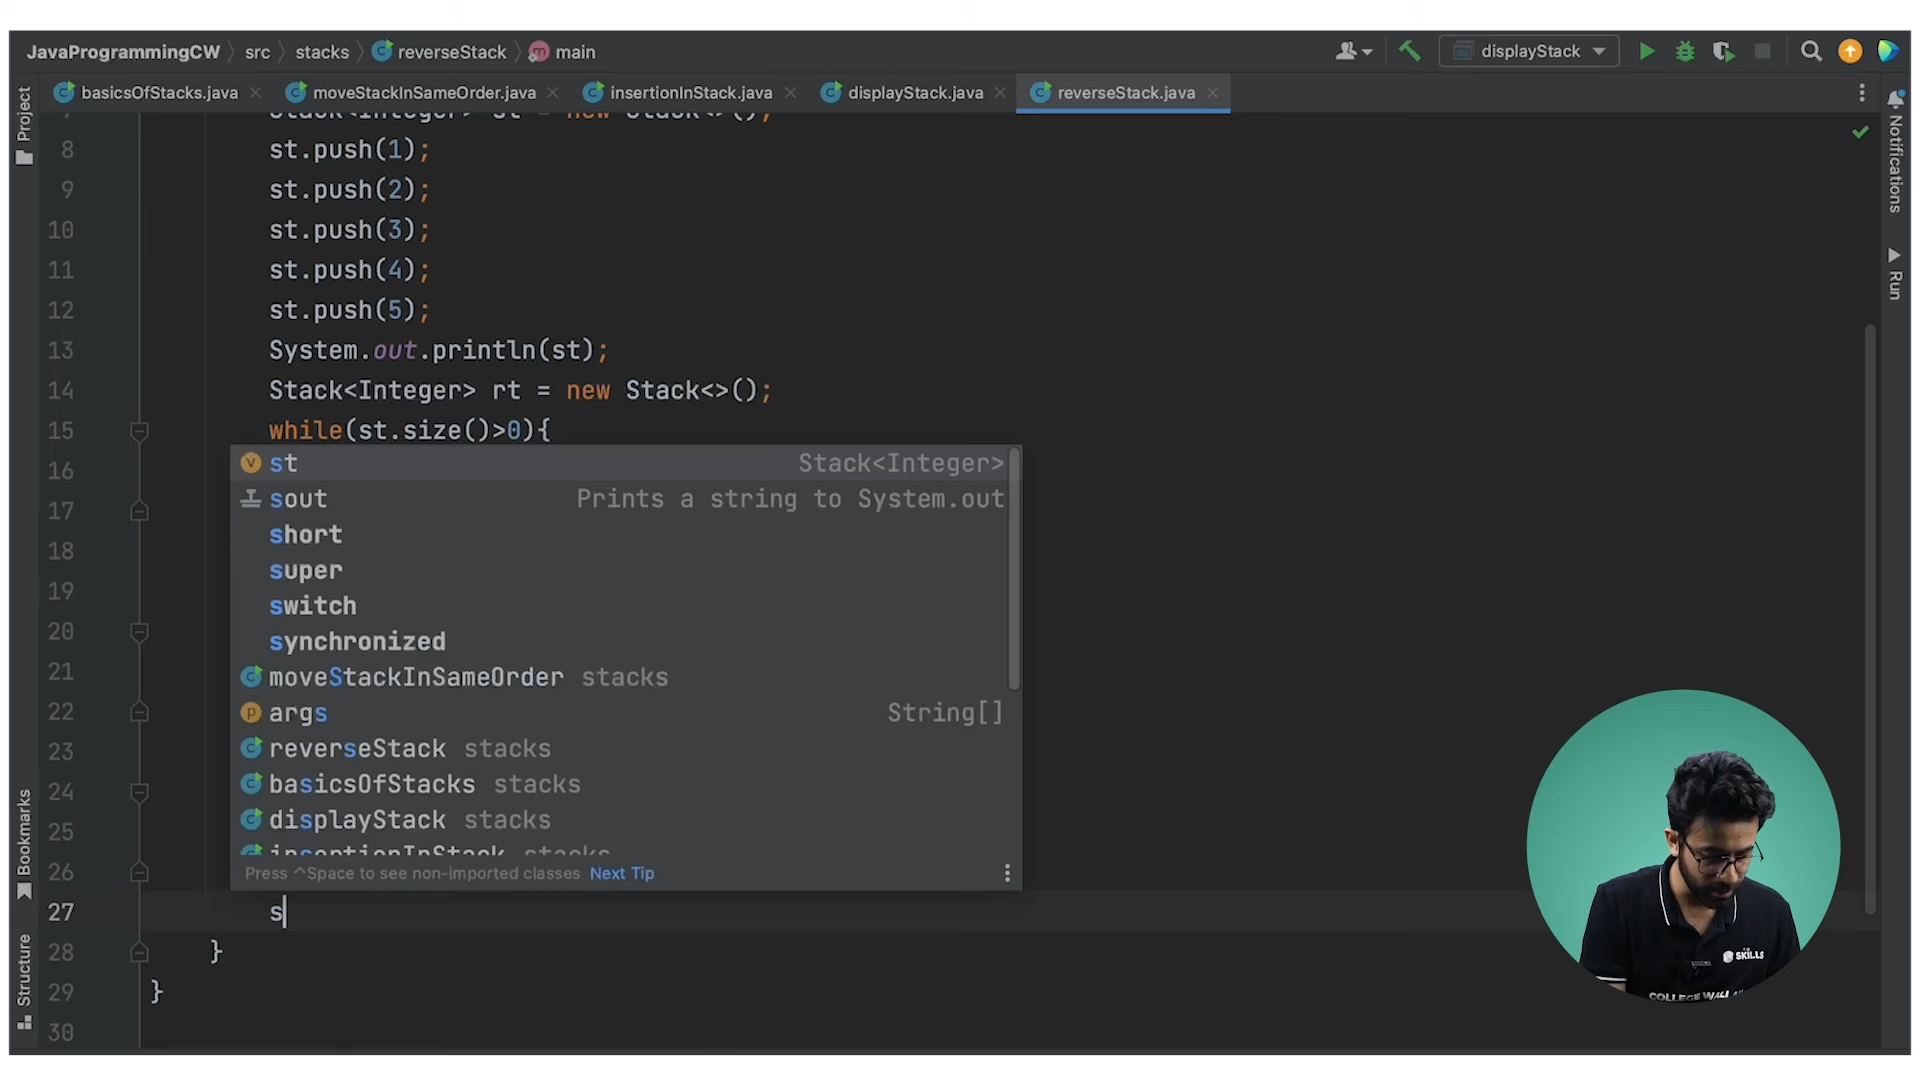 JavaProgrammingCW src stacks reverseStack main displayStack
basicsOfStacks.java moveStackInSameOrder.java insertionInStack.java displayStack.java reverseStack.java
Project
Notifications
Run
Bookmarks
Structure
Stack<Integer> st = new Stack<>();
8 st.push(1);
9 st.push(2);
10 st.push(3);
11 st.push(4);
12 st.push(5);
13 System.out.println(st);
14 Stack<Integer> rt = new Stack<>();
15 while(st.size()>0){
16
17
18
19
20
21
22
23
24
25
26
st Stack<Integer>
sout Prints a string to System.out
short
super
switch
synchronized
moveStackInSameOrder stacks
args String[]
reverseStack stacks
basicsOfStacks stacks
displayStack stacks
insertionInStack stacks
Press ^Space to see non-imported classes Next Tip
27 s
28 }
29 }
30
SKILLS